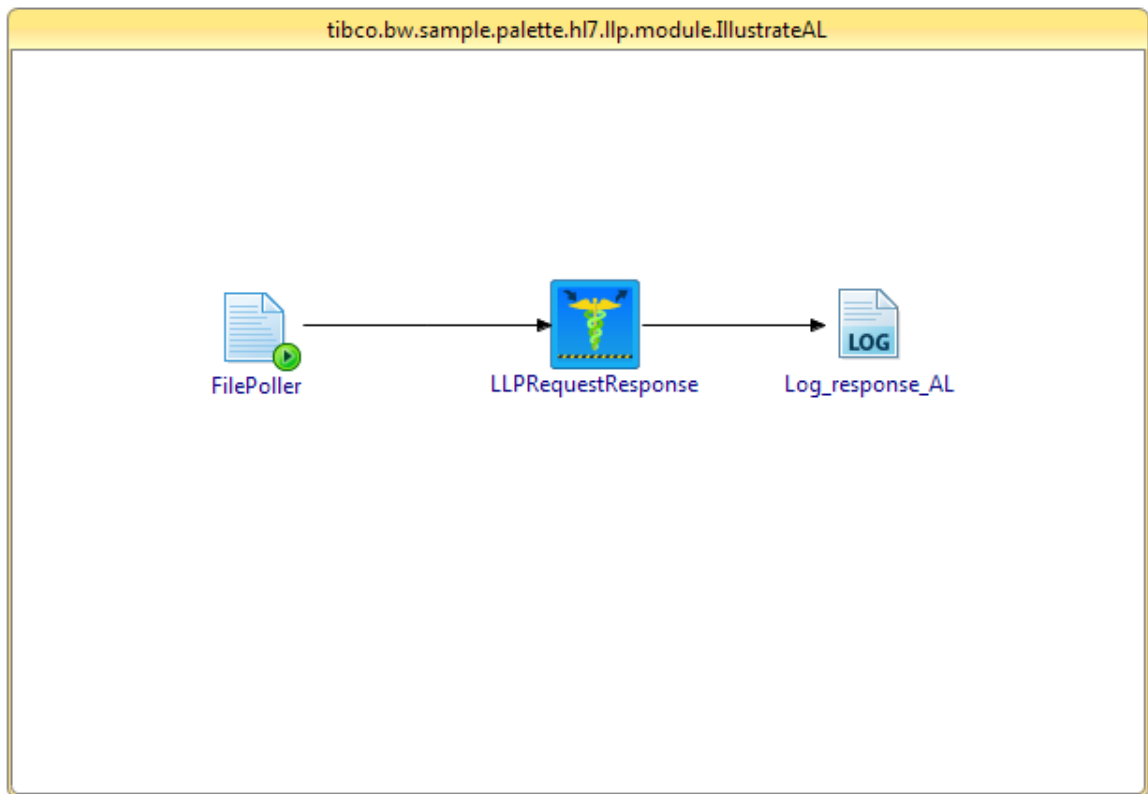 tibco.bw.sample.palette.hl7.llp.module.IllustrateAL
LOG
FilePoller
LLPRequestResponse
Log_response_AL